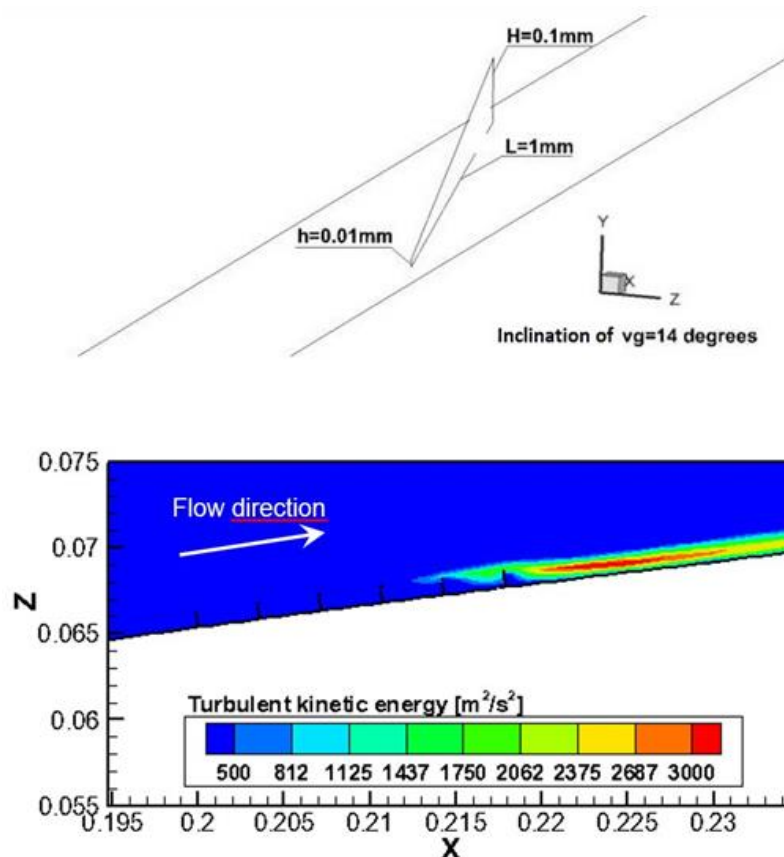 H=0.1mm
L=1mm
h=0.01mm
Y
X
Z
Inclination of vg=14 degrees
0.075
Flow direction
0.07
Z
0.065
Turbulent kinetic energy [m²/s²]
0.06
500 812 1125 1437 1750 2062 2375 2687 3000
0.055
0.195 0.2 0.205 0.21 0.215 0.22 0.225 0.23
X